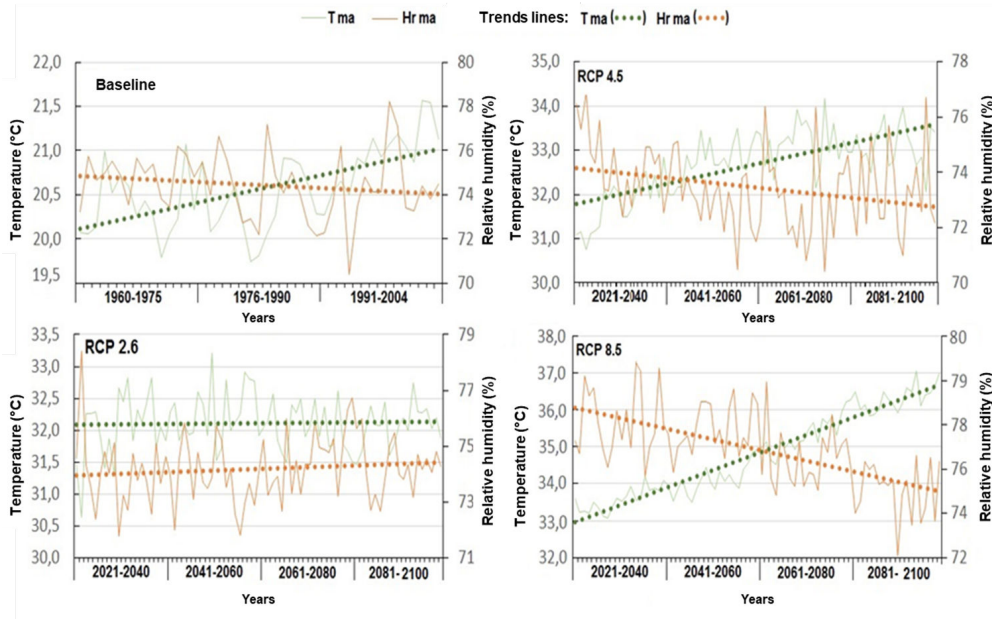 T ma Hr ma Trends lines: T ma ( ) Hr ma ( )
Baseline
Temperature (°C)
22,0
21,5
21,0
20,5
20,0
19,5
Relative humidity (%)
80
78
76
74
72
70
1960-1975 1976-1990 1991-2004
Years
RCP 4.5
Temperature (°C)
35,0
34,0
33,0
32,0
31,0
30,0
Relative humidity (%)
78
76
74
72
70
2021-2040 2041-2060 2061-2080 2081-2100
Years
RCP 2.6
Temperature (°C)
33,5
33,0
32,5
32,0
31,5
31,0
30,5
30,0
Relative humidity (%)
79
77
75
73
71
2021-2040 2041-2060 2061-2080 2081-2100
Years
RCP 8.5
Temperature (°C)
38,0
37,0
36,0
35,0
34,0
33,0
32,0
Relative humidity (%)
80
79
78
76
74
72
2021-2040 2041-2060 2061-2080 2081- 2100
Years